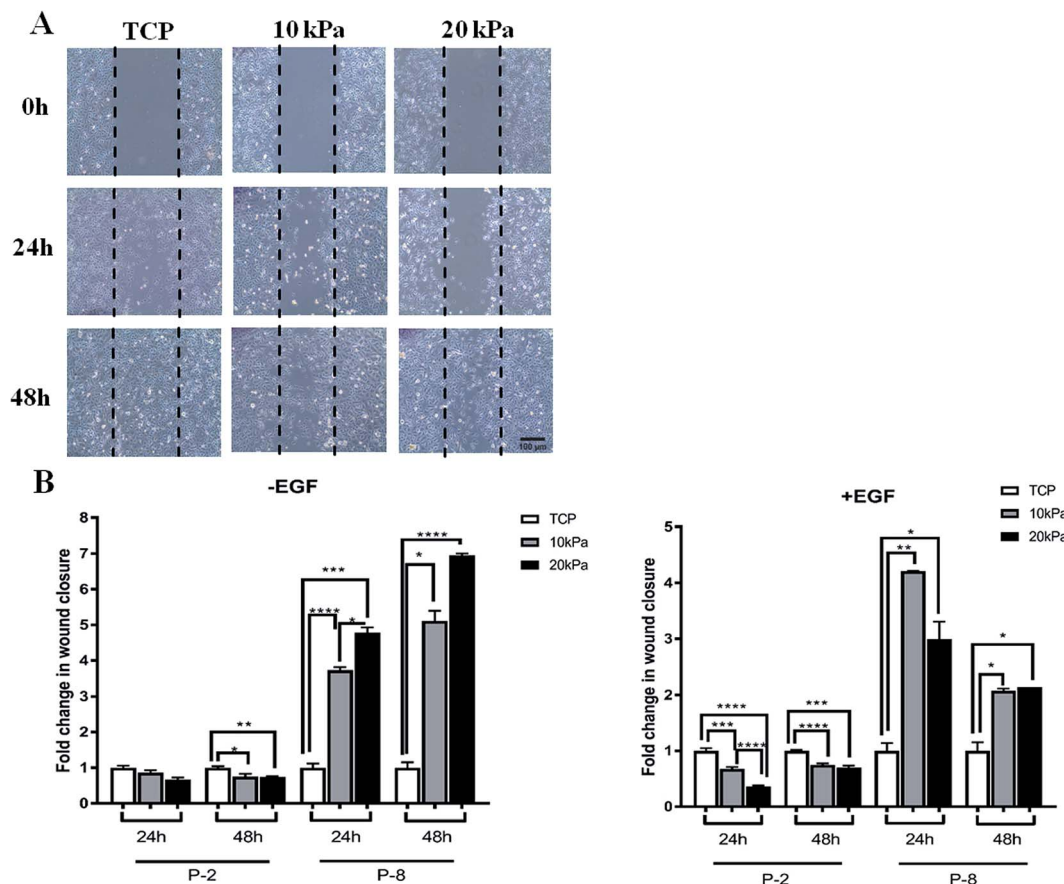 A
TCP
10 kPa
20 kPa
0h
24h
48h
100 µm
B
-EGF
TCP
10kPa
20kPa
Fold change in wound closure
8
7
6
5
4
3
2
1
0
*
**
****
*
***
*
****
24h
48h
24h
48h
P-2
P-8
+EGF
TCP
10kPa
20kPa
Fold change in wound closure
5
4
3
2
1
0
****
***
****
***
****
*
**
*
*
24h
48h
24h
48h
P-2
P-8